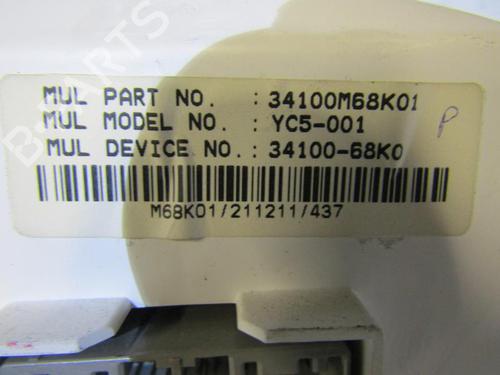 B-PARTS
MUL PART NO. : 34100M68K01
MUL MODEL NO. : YC5-001
MUL DEVICE NO.: 34100-68K0
P
M68K01/211211/437